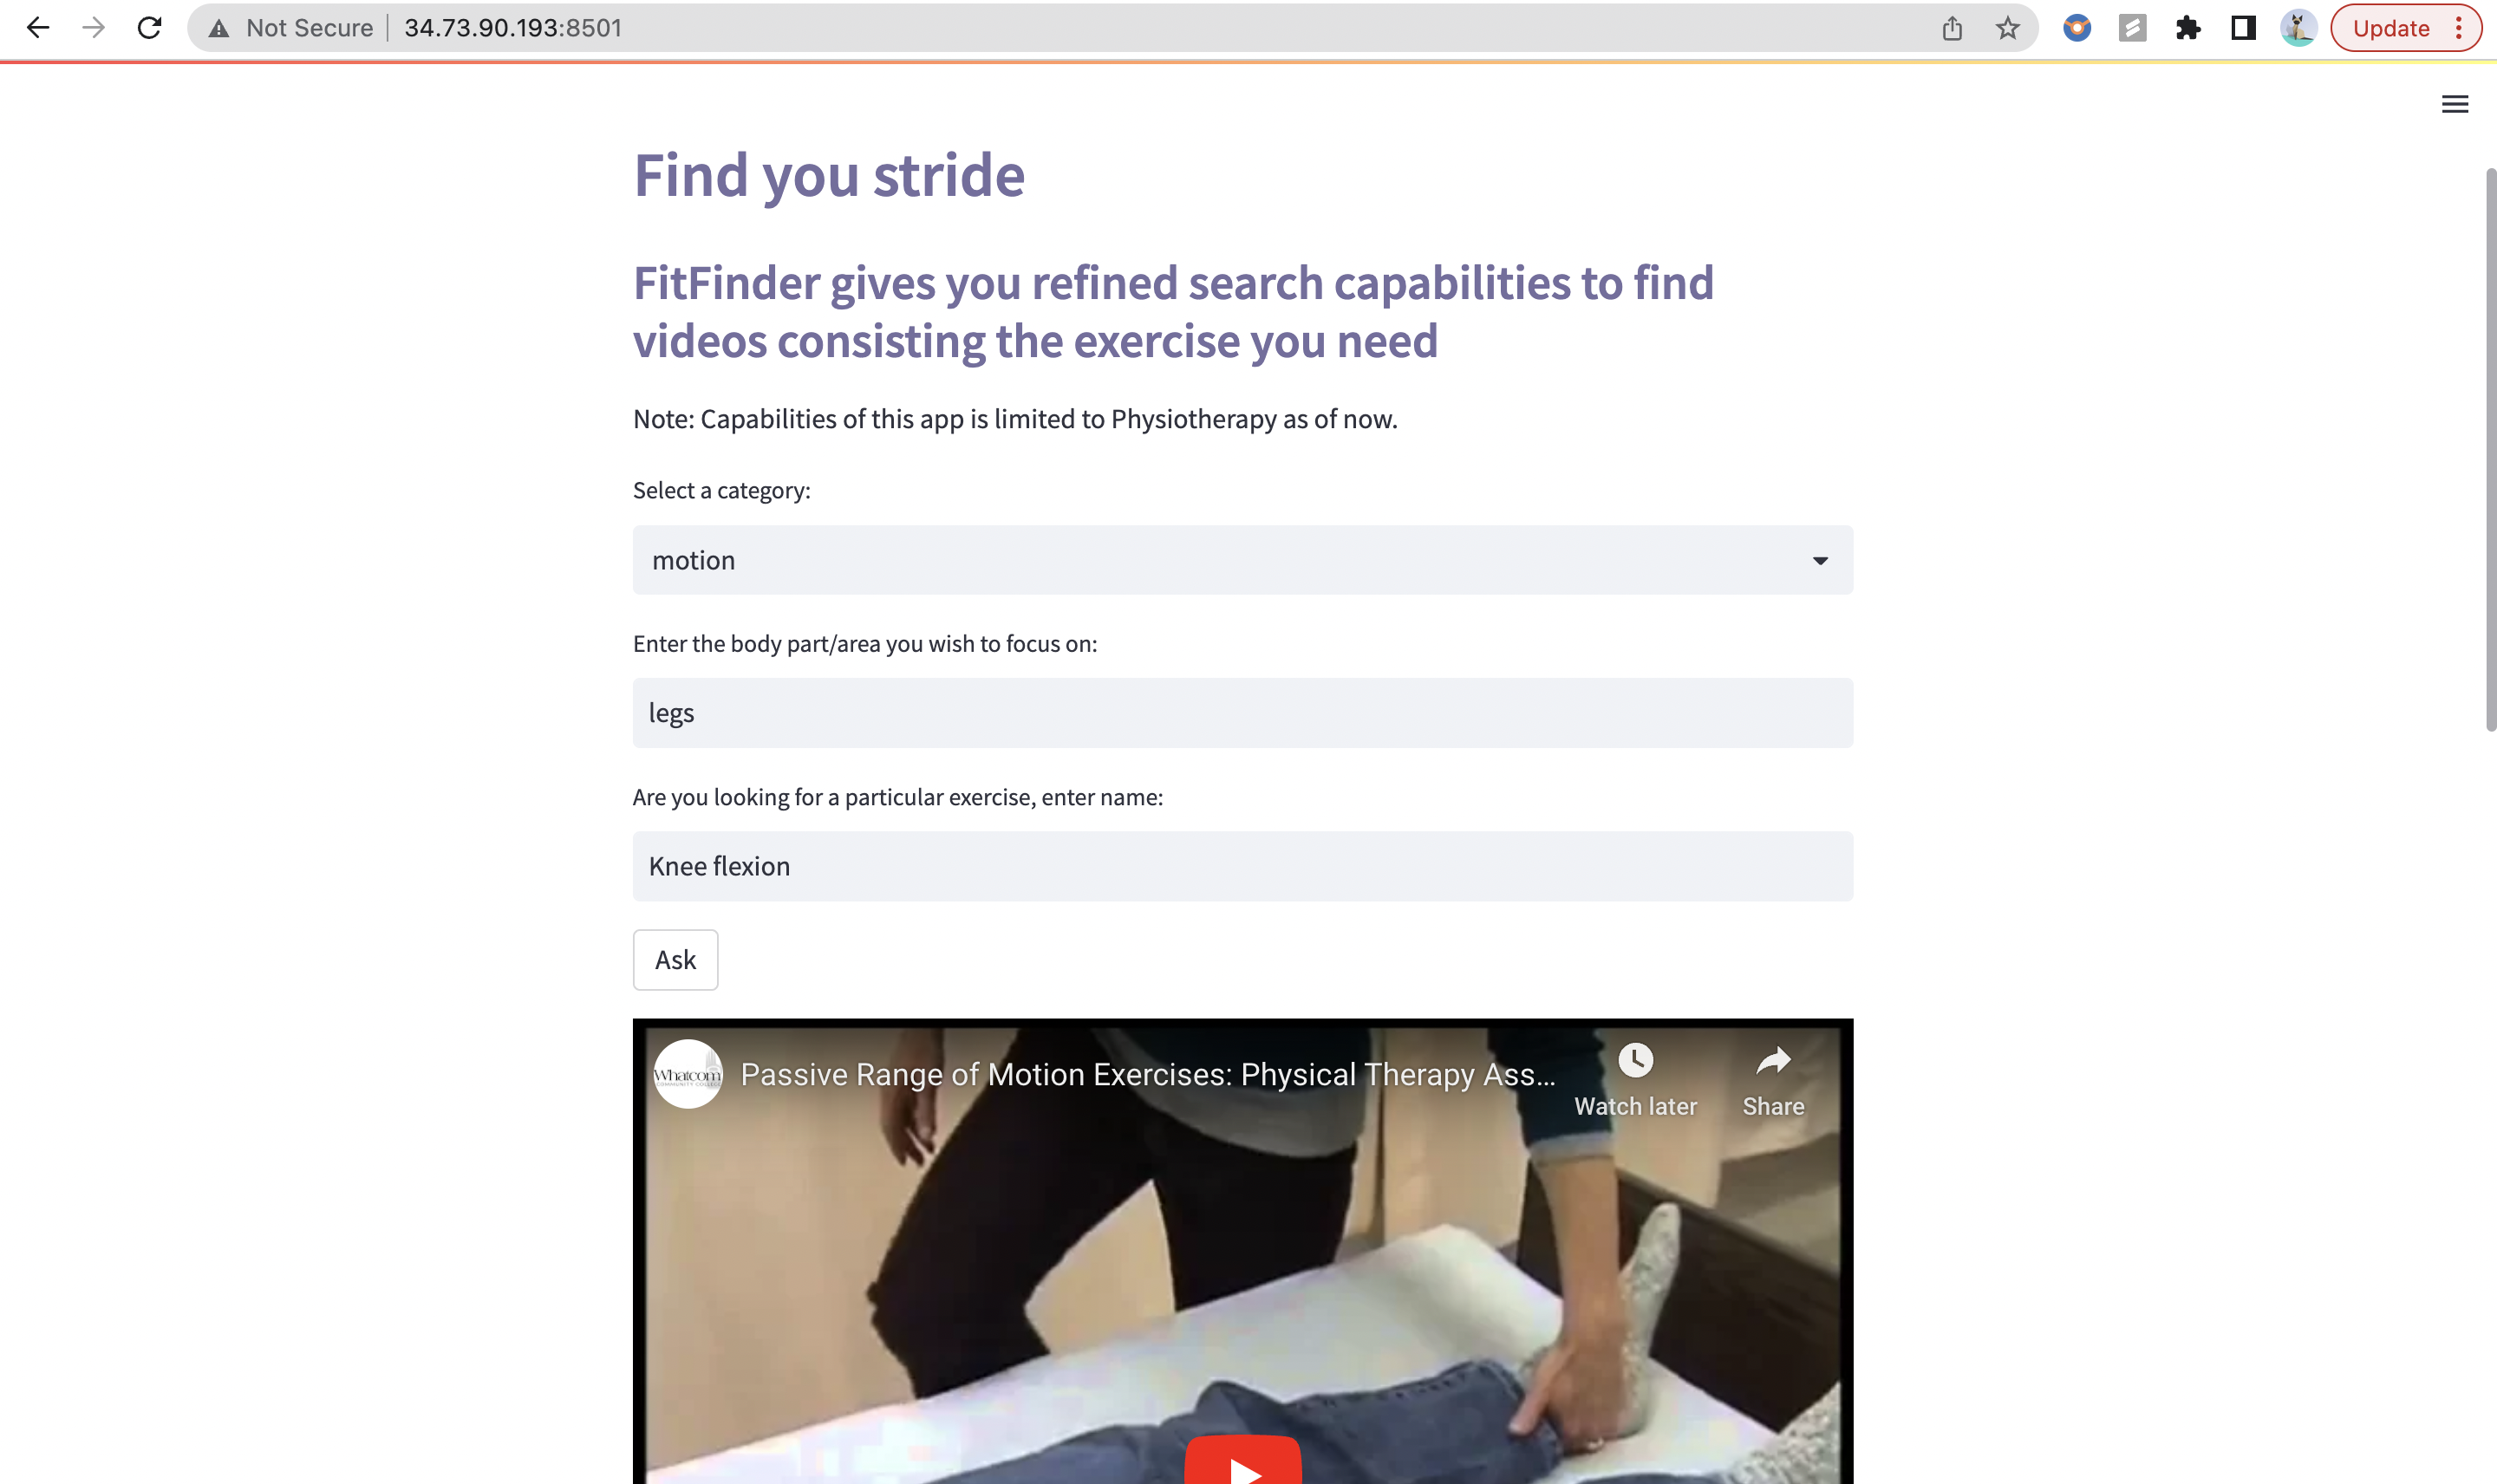 Not Secure 34.73.90.193:8501
Update
Find you stride
FitFinder gives you refined search capabilities to find
videos consisting the exercise you need
Note: Capabilities of this app is limited to Physiotherapy as of now.
Select a category:
motion
Enter the body part/area you wish to focus on:
legs
Are you looking for a particular exercise, enter name:
Knee flexion
Ask
Whatcom
COMMUNITY COLLEGE
Passive Range of Motion Exercises: Physical Therapy Ass...
Watch later
Share